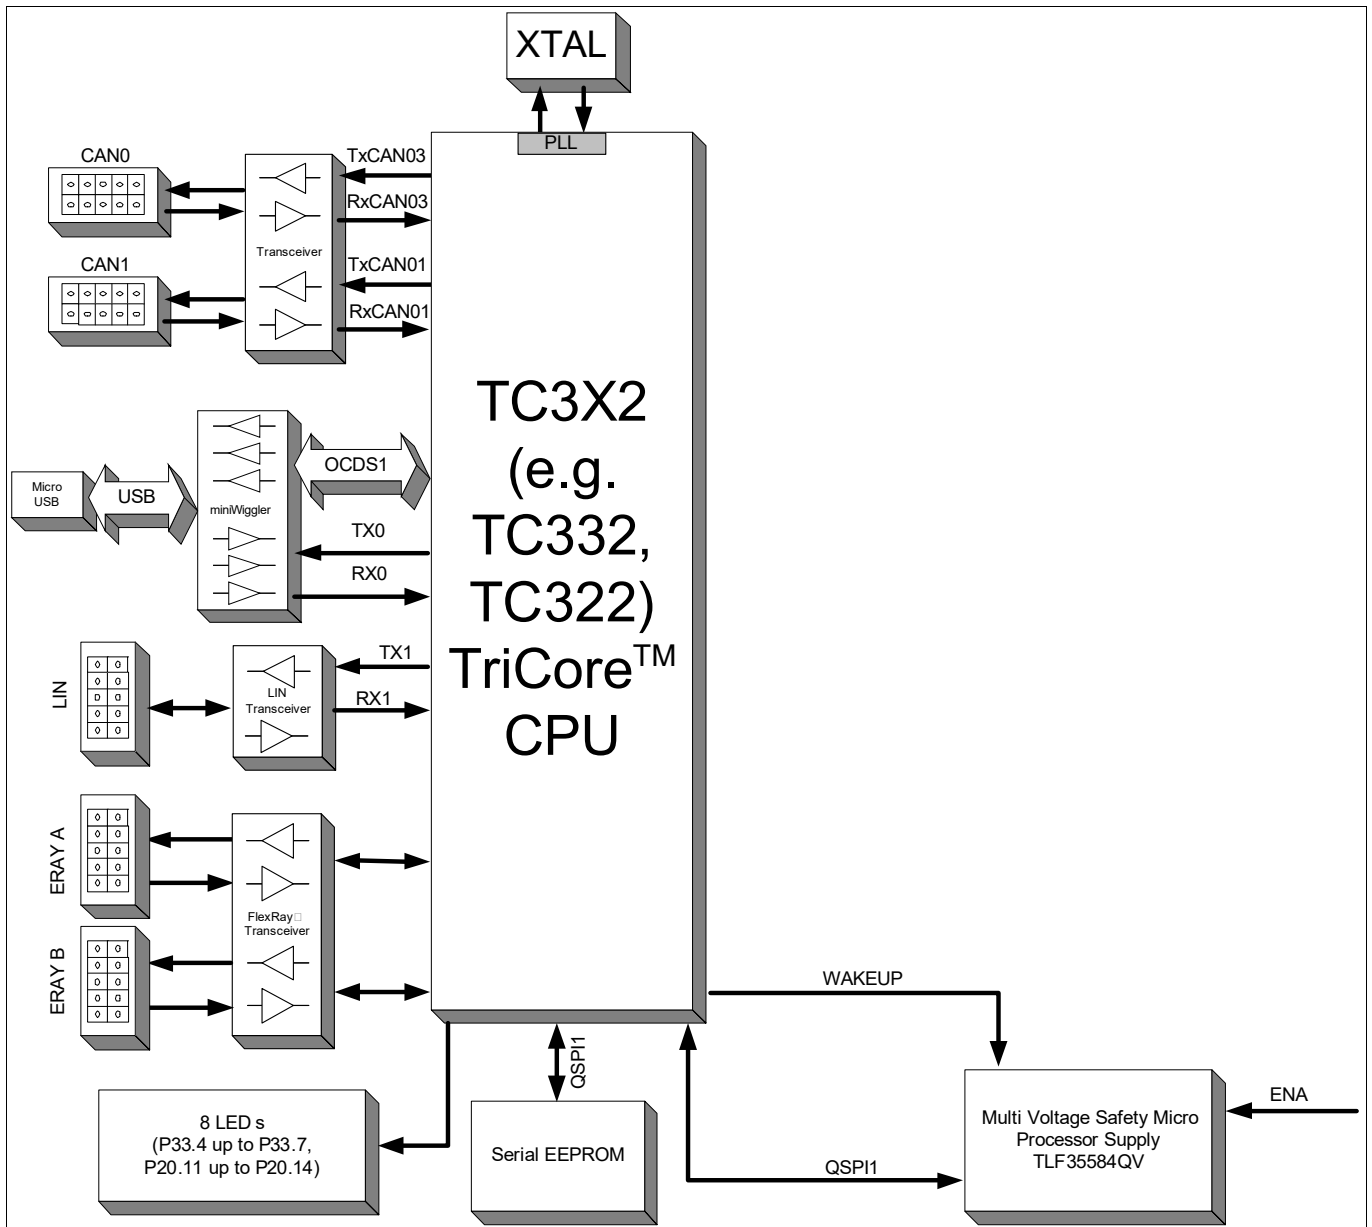 XTAL
PLL
CAN0
TxCAN03
RxCAN03
Transceiver
CAN1
TxCAN01
RxCAN01
TC3X2
(e.g.
TC332,
TC322)
TriCore™
CPU
Micro
USB
USB
miniWiggler
OCDS1
TX0
RX0
LIN
LIN
Transceiver
TX1
RX1
ERAY A
FlexRay□
Transceiver
ERAY B
WAKEUP
8 LED s
(P33.4 up to P33.7,
P20.11 up to P20.14)
QSPI1
Serial EEPROM
QSPI1
Multi Voltage Safety Micro
Processor Supply
TLF35584QV
ENA